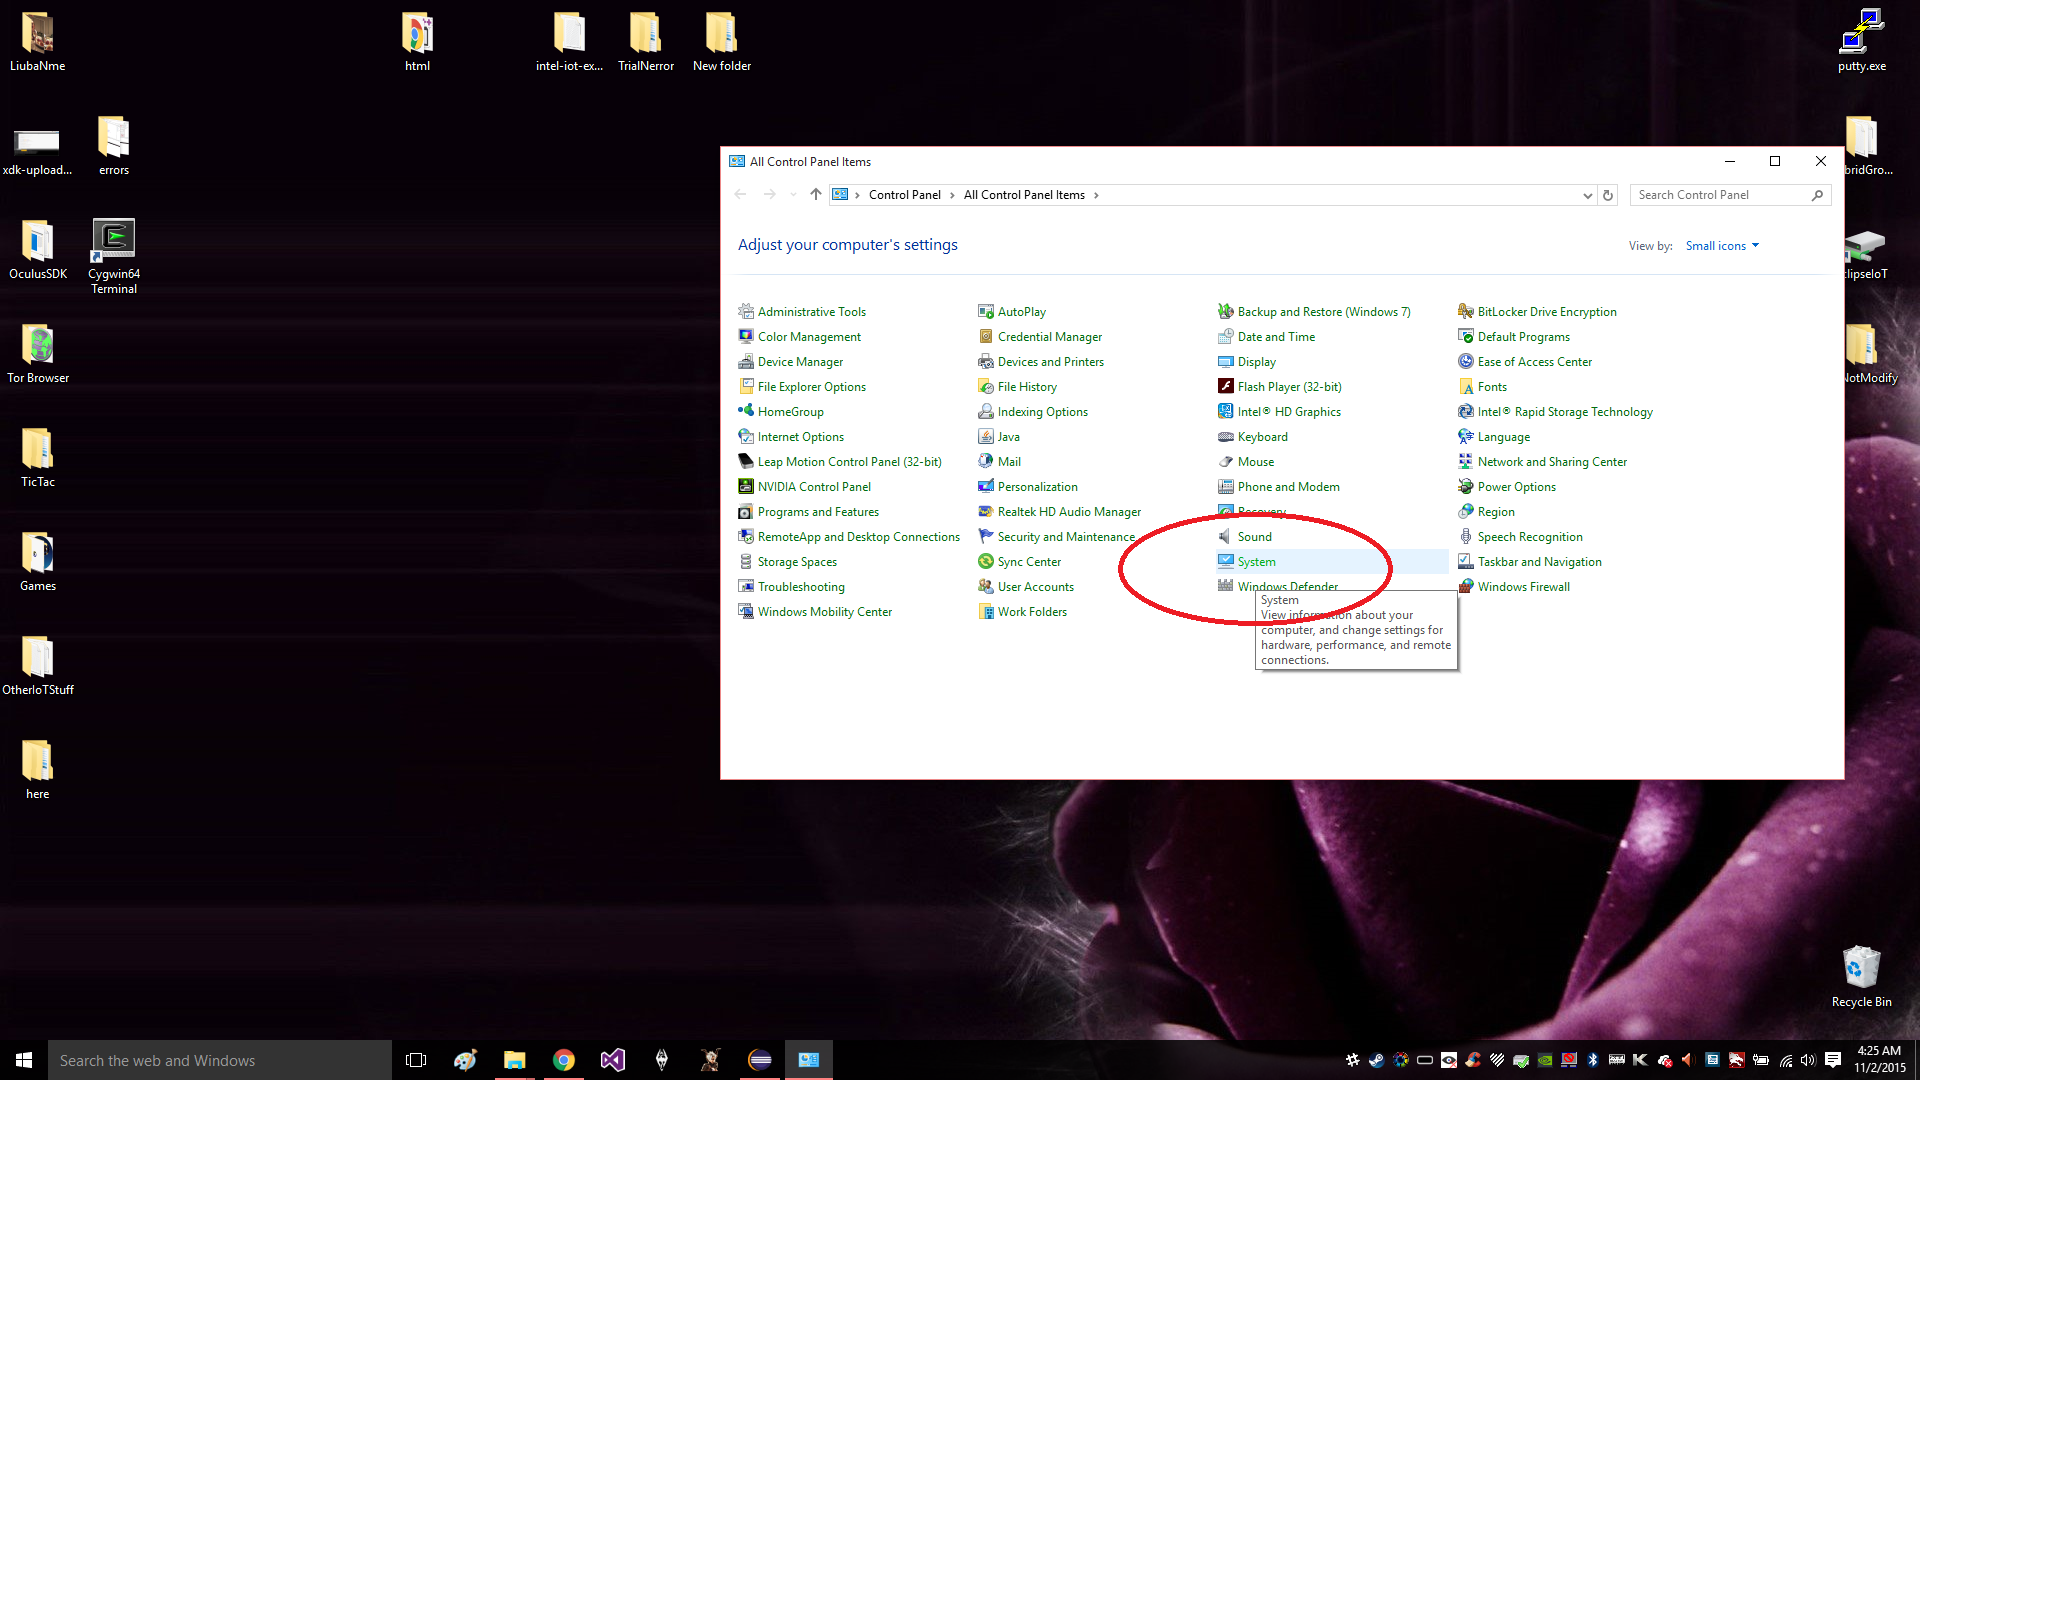 LiubaNme
html
intel-iot-ex...
TrialNerror
New folder
putty.exe
xdk-upload...
errors
bridGro...
OculusSDK
Cygwin64
Terminal
clipseIoT
Tor Browser
NotModify
TicTac
Games
OtherIoTStuff
here
Recycle Bin
All Control Panel Items
Control Panel
All Control Panel Items
Search Control Panel
Adjust your computer's settings
View by:
Small icons
Administrative Tools
AutoPlay
Backup and Restore (Windows 7)
BitLocker Drive Encryption
Color Management
Credential Manager
Date and Time
Default Programs
Device Manager
Devices and Printers
Display
Ease of Access Center
File Explorer Options
File History
Flash Player (32-bit)
Fonts
HomeGroup
Indexing Options
Intel® HD Graphics
Intel® Rapid Storage Technology
Internet Options
Java
Keyboard
Language
Leap Motion Control Panel (32-bit)
Mail
Mouse
Network and Sharing Center
NVIDIA Control Panel
Personalization
Phone and Modem
Power Options
Programs and Features
Realtek HD Audio Manager
Recovery
Region
RemoteApp and Desktop Connections
Security and Maintenance
Sound
Speech Recognition
Storage Spaces
Sync Center
System
Taskbar and Navigation
Troubleshooting
User Accounts
Windows Defender
Windows Firewall
Windows Mobility Center
Work Folders
System
View information about your
computer, and change settings for
hardware, performance, and remote
connections.
Search the web and Windows
4:25 AM
11/2/2015